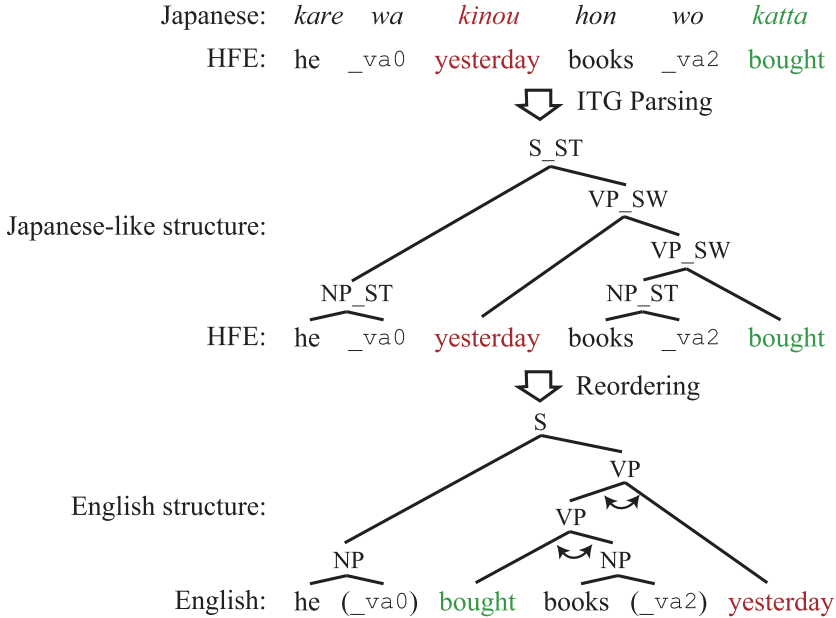 Japanese: kare wa kinou hon wo katta
HFE: he _va0 yesterday books _va2 bought
ITG Parsing
S_ST
VP_SW
Japanese-like structure:
VP_SW
NP_ST NP_ST
HFE: he _va0 yesterday books _va2 bought
Reordering
S
VP
English structure:
VP
NP NP
English: he (_va0) bought books (_va2) yesterday